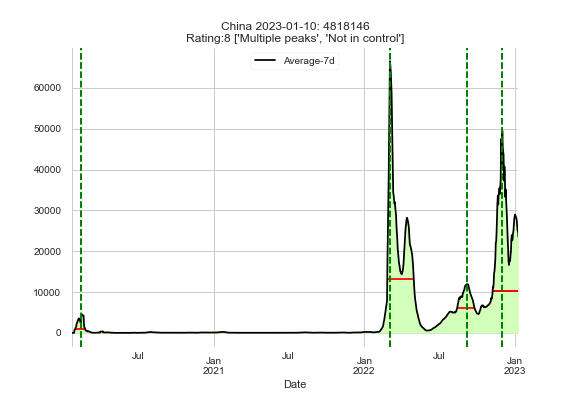 China 2023-01-10: 4818146
Rating:8 ['Multiple peaks', 'Not in control']
Average-7d
60000
50000
40000
30000
20000
10000
0
Jul
Jan
2021
Jul
Jan
2022
Jul
Jan
2023
Date